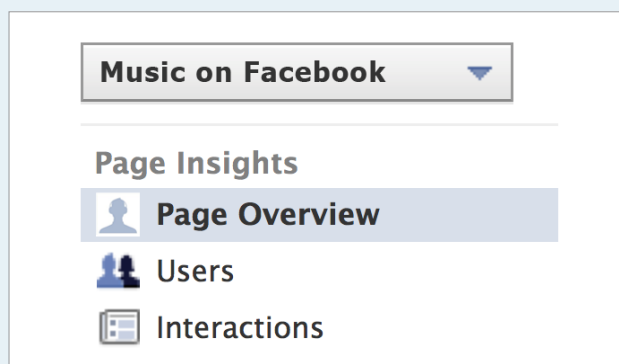 Music on Facebook
Page Insights
Page Overview
Users
Interactions